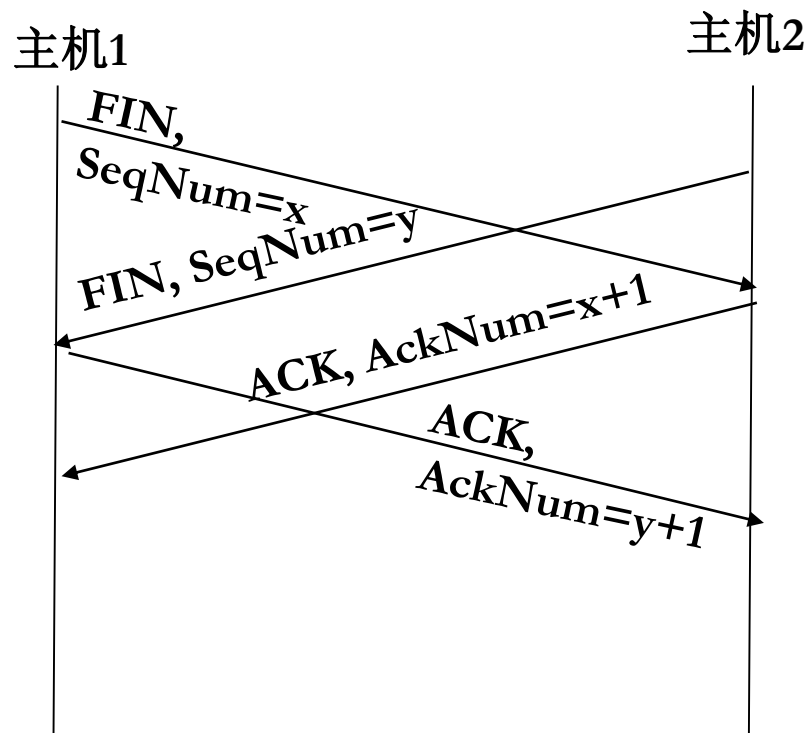 主机1
主机2
FIN,
SeqNum=x
FIN, SeqNum=y
ACK, AckNum=x+1
ACK,
AckNum=y+1